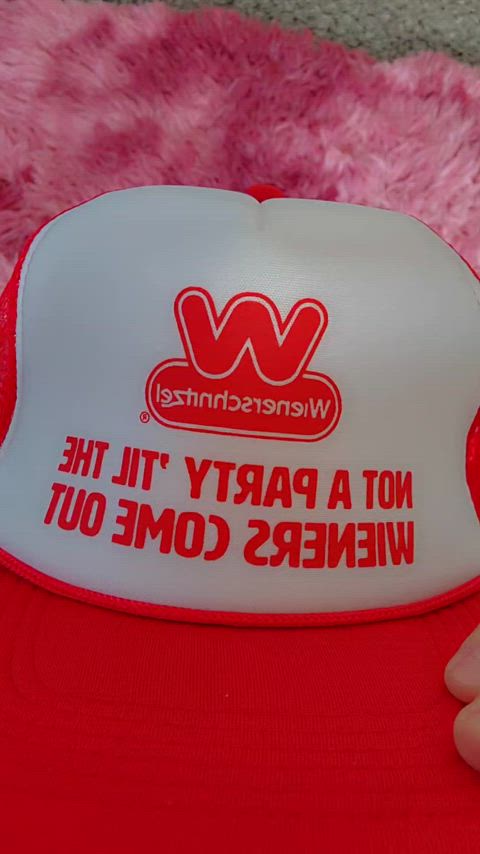 W
Wienerschnitzel®
NOT A PARTY 'TIL THE
WIENERS COME OUT